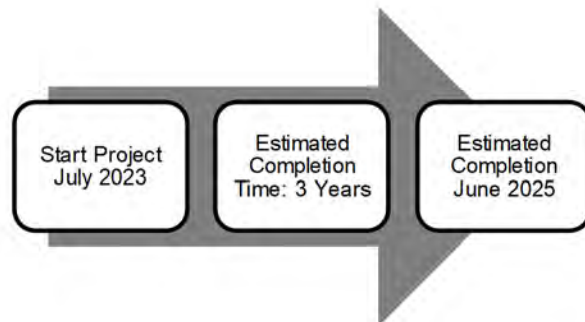 Start Project
July 2023
Estimated
Completion
Time: 3 Years
Estimated
Completion
June 2025